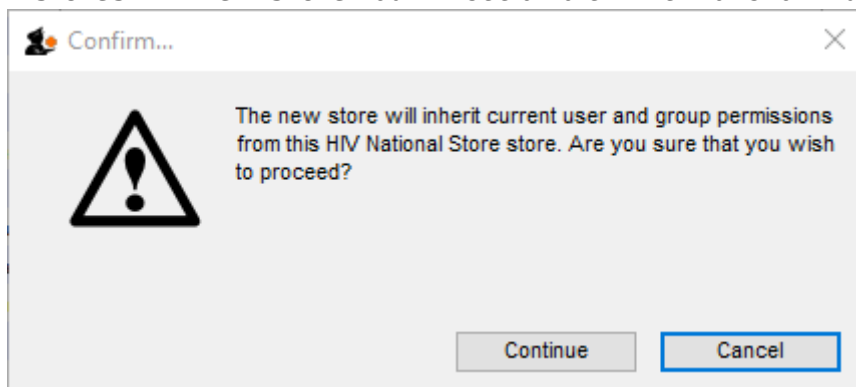 Confirm...
The new store will inherit current user and group permissions
from this HIV National Store store. Are you sure that you wish
to proceed?
Continue
Cancel